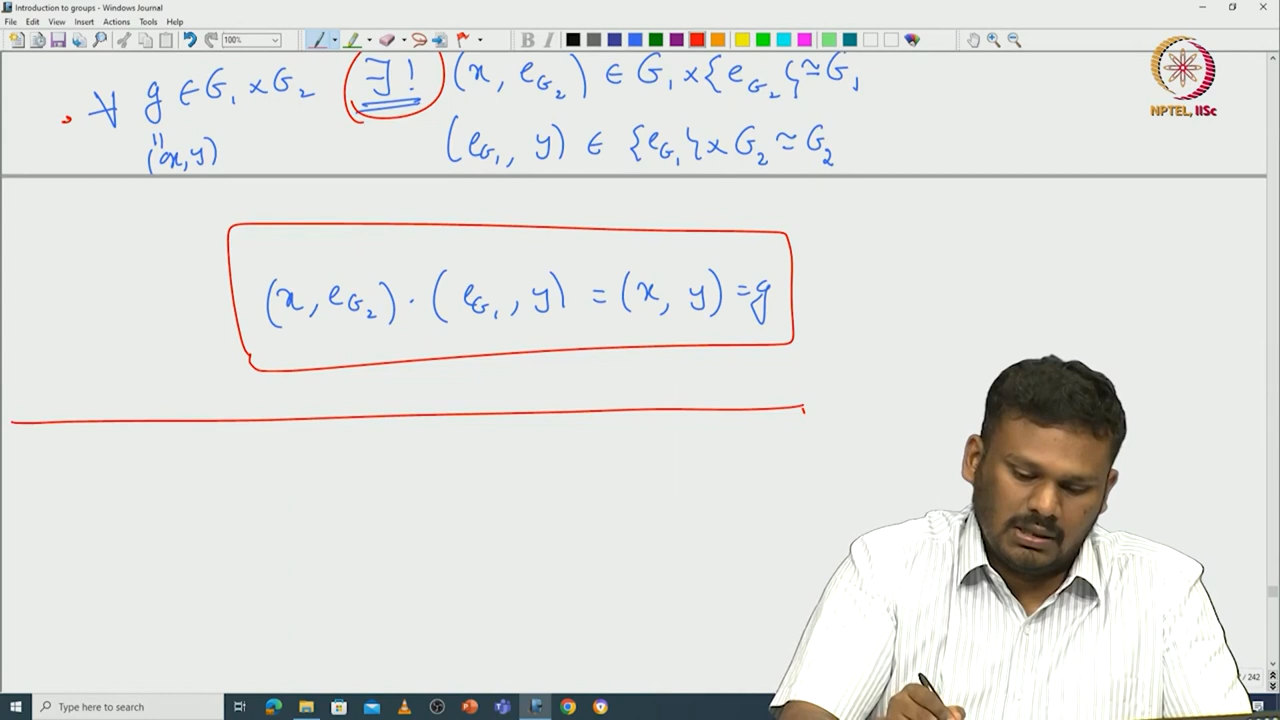 Introduction to groups - Windows Journal
File Edit View Insert Actions Tools Help
100%
B I
∀ g ∈ G₁ × G₂ ∃! (x, e_{G₂}) ∈ G₁ × {e_{G₂}} ≃ G₁
(x, y) (e_{G₁}, y) ∈ {e_{G₁}} × G₂ ≃ G₂
(x, e_{G₂}) · (e_{G₁}, y) = (x, y) = g
NPTEL, IISc
/ 242
Type here to search